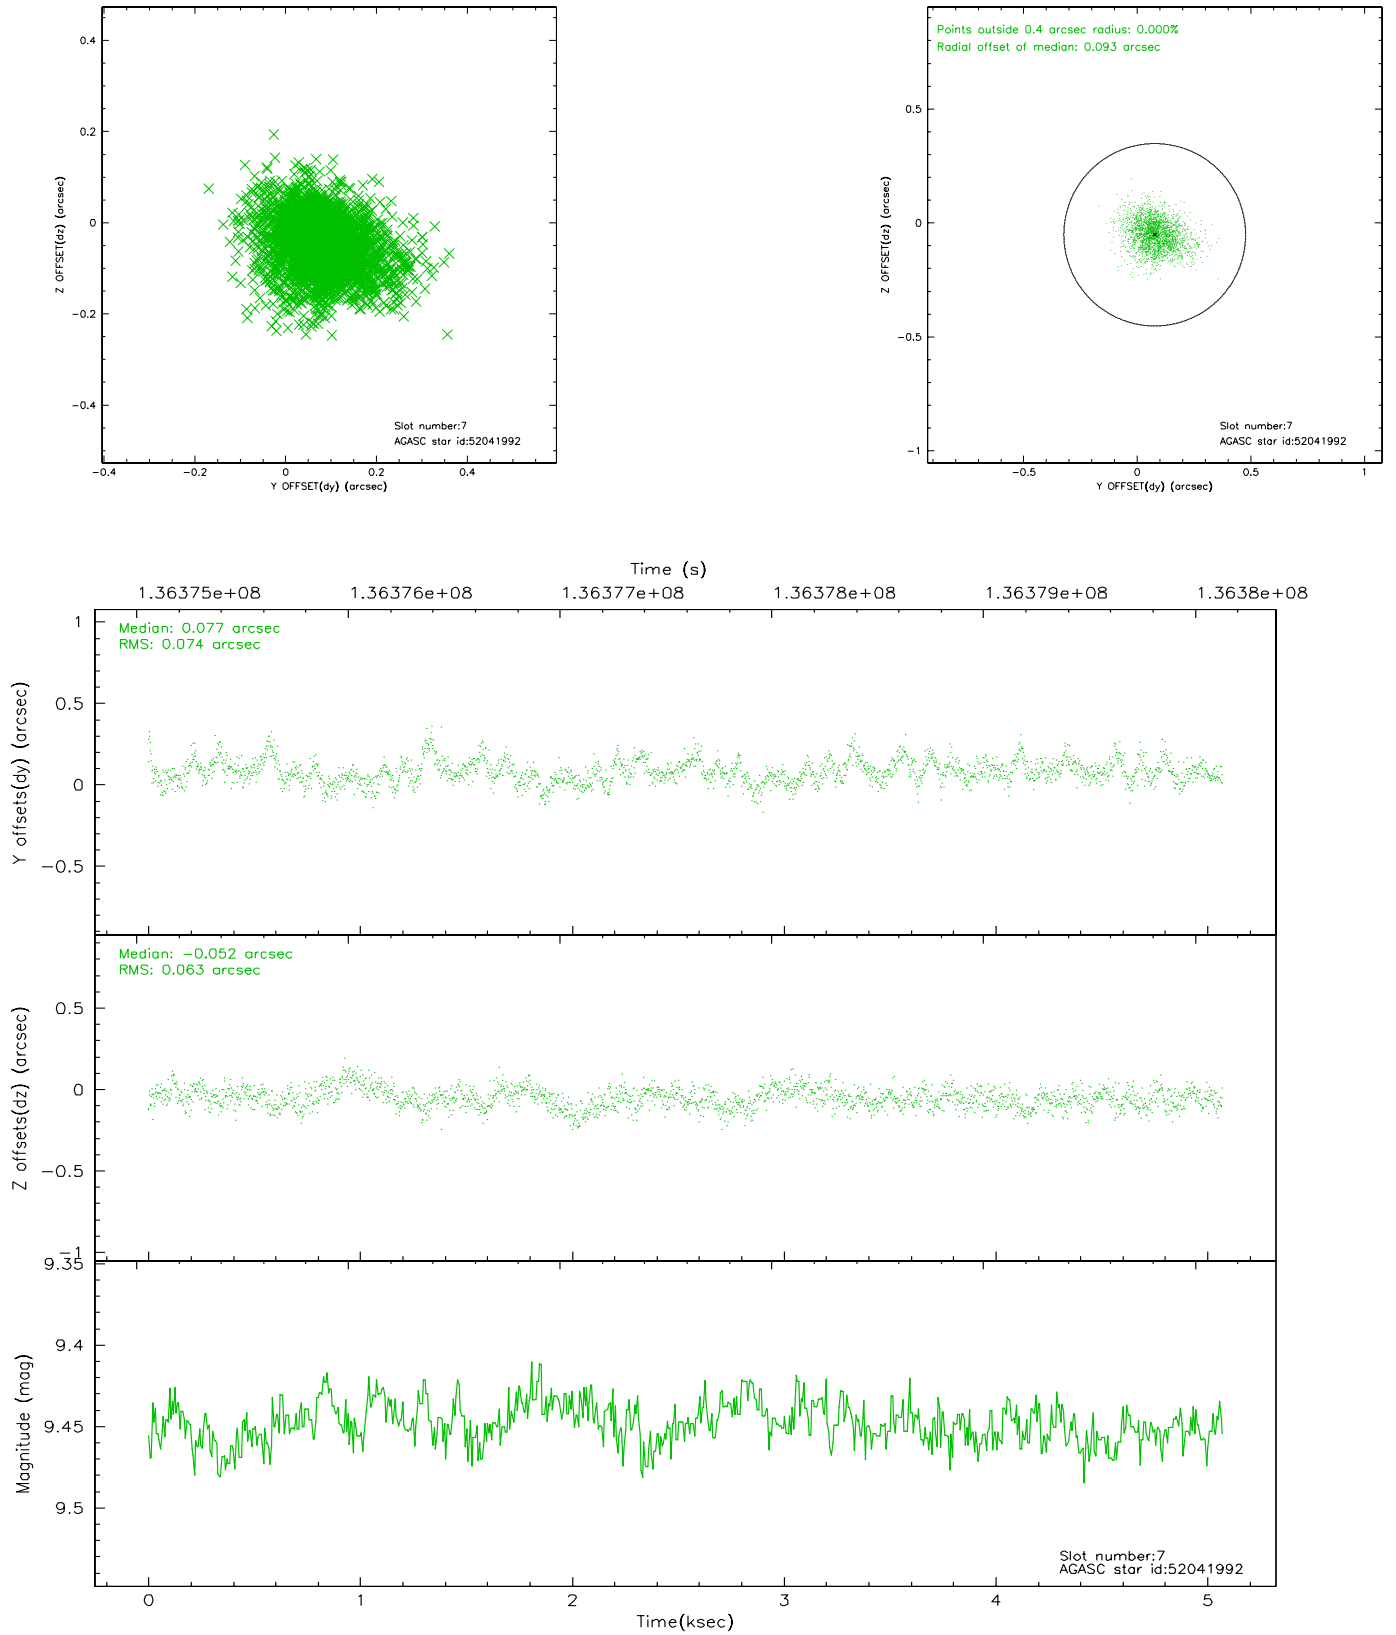 0.4
0.2
0
−0.2
−0.4
Z OFFSET(dz) (arcsec)
Slot number:7
AGASC star id:52041992
−0.4 −0.2 0 0.2 0.4
Y OFFSET(dy) (arcsec)
Points outside 0.4 arcsec radius: 0.000%
Radial offset of median: 0.093 arcsec
0.5
0
−0.5
−1
Z OFFSET(dz) (arcsec)
Slot number:7
AGASC star id:52041992
−0.5 0 0.5 1
Y OFFSET(dy) (arcsec)
Time (s)
1.36375e+08 1.36376e+08 1.36377e+08 1.36378e+08 1.36379e+08 1.3638e+08
Median: 0.077 arcsec
RMS: 0.074 arcsec
1
0.5
0
−0.5
Y offsets(dy) (arcsec)
Median: −0.052 arcsec
RMS: 0.063 arcsec
0.5
0
−0.5
−1
Z offsets(dz) (arcsec)
9.35
9.4
9.45
9.5
Magnitude (mag)
Slot number:7
AGASC star id:52041992
0 1 2 3 4 5
Time(ksec)